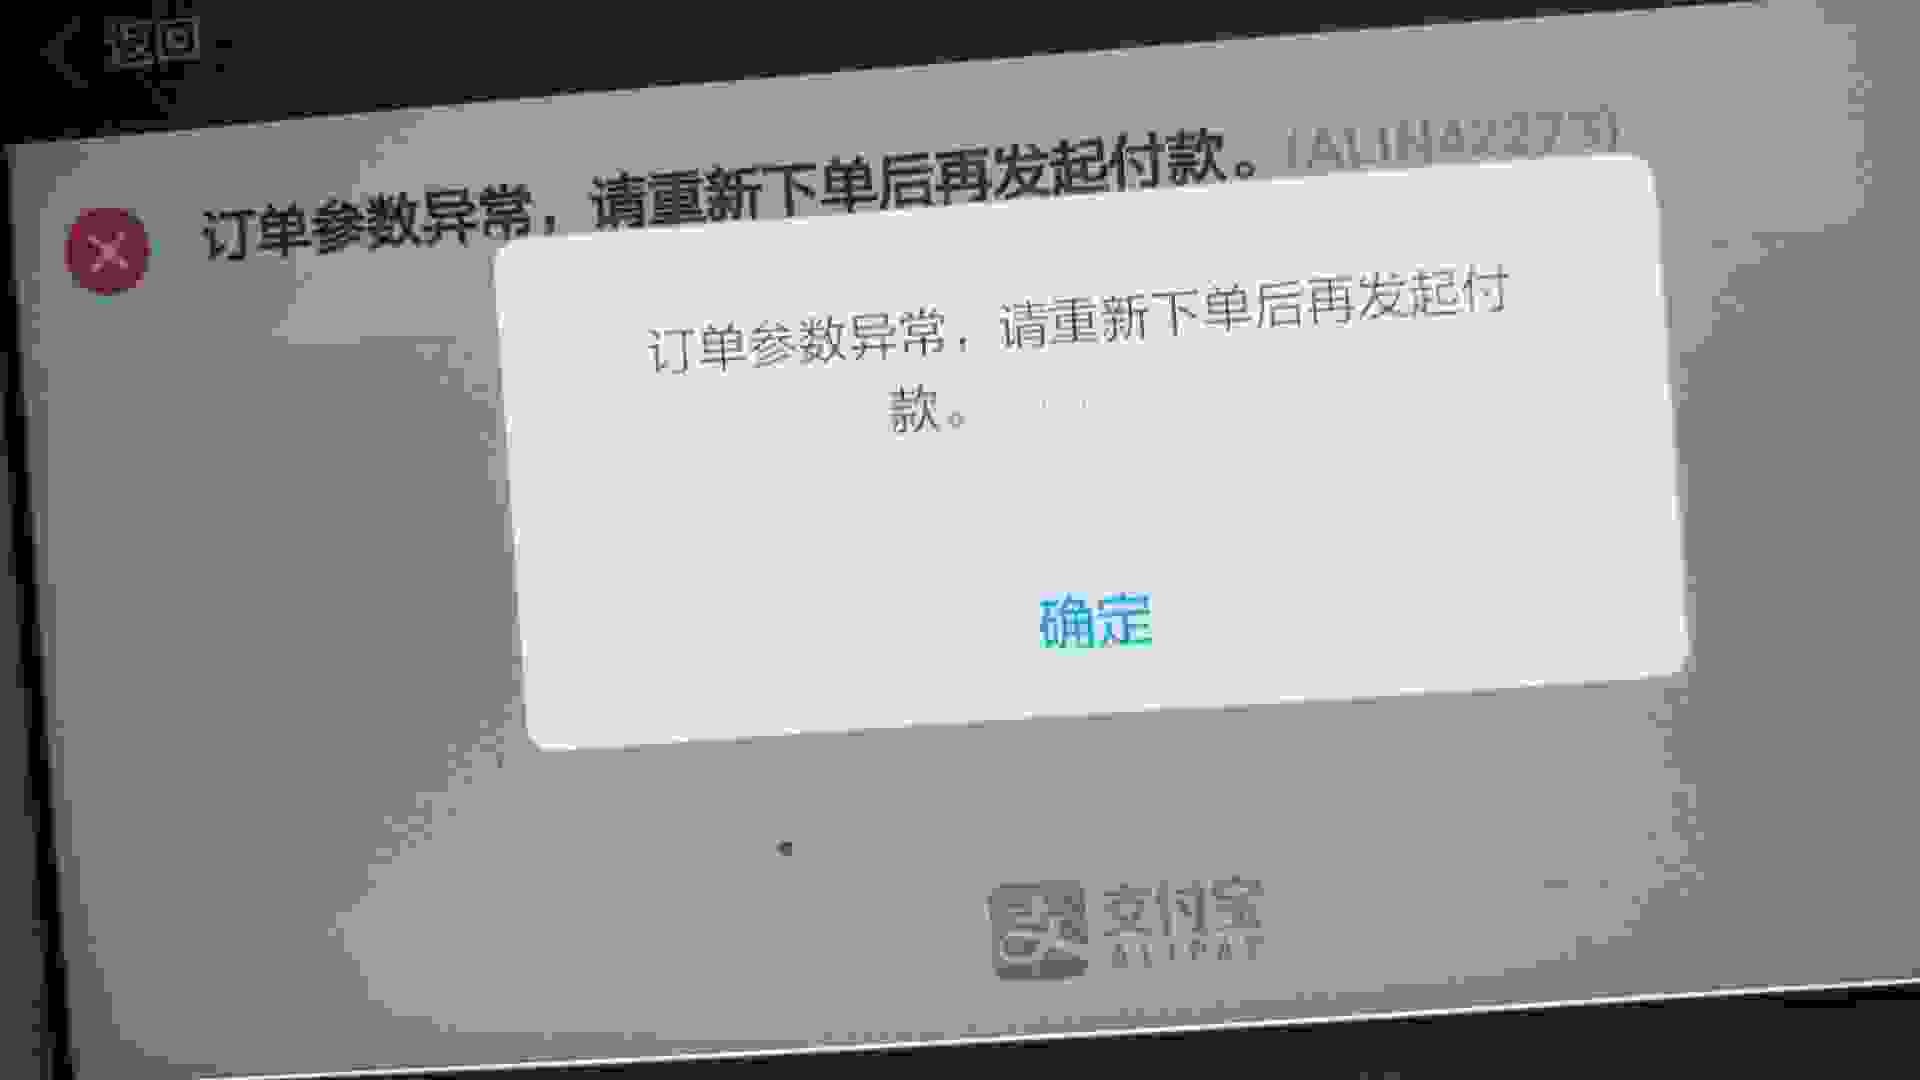 返回
订单参数异常，请重新下单后再发起付款。(ALIN42273)
订单参数异常，请重新下单后再发起付
款。
确定
支付宝
ALIPAY